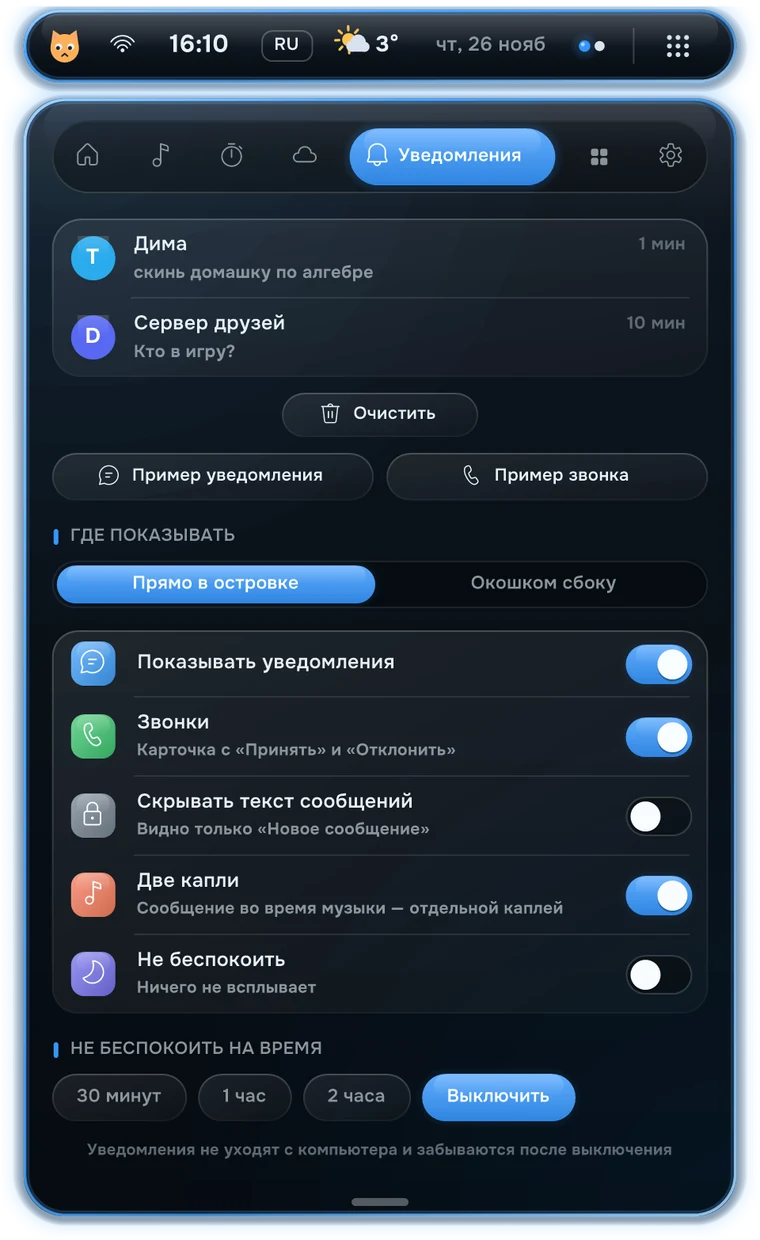 16:10 RU 3° чт, 26 нояб
Уведомления
T Дима 1 мин
скинь домашку по алгебре
D Сервер друзей 10 мин
Кто в игру?
Очистить
Пример уведомления Пример звонка
ГДЕ ПОКАЗЫВАТЬ
Прямо в островке Окошком сбоку
Показывать уведомления
Звонки
Карточка с «Принять» и «Отклонить»
Скрывать текст сообщений
Видно только «Новое сообщение»
Две капли
Сообщение во время музыки — отдельной каплей
Не беспокоить
Ничего не всплывает
НЕ БЕСПОКОИТЬ НА ВРЕМЯ
30 минут 1 час 2 часа Выключить
Уведомления не уходят с компьютера и забываются после выключения